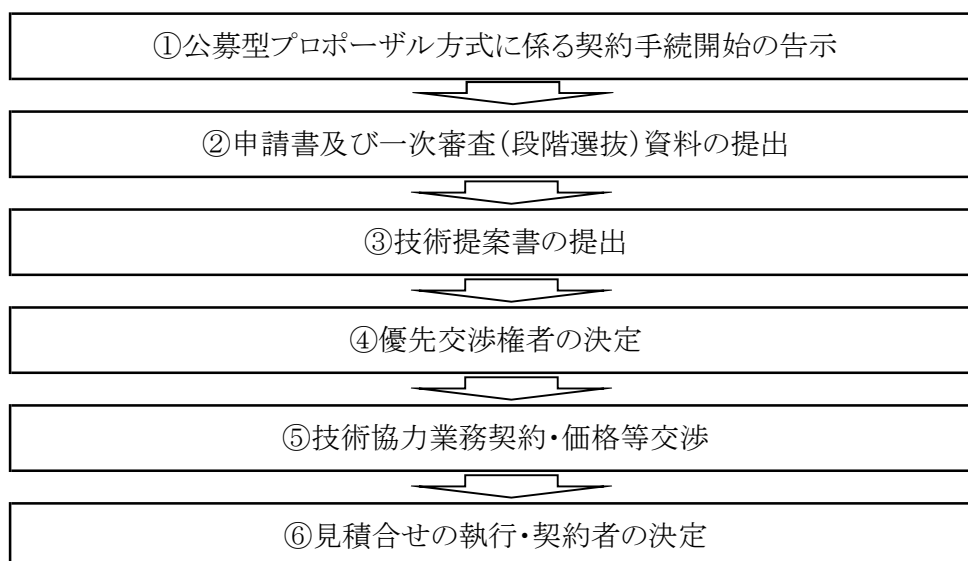 ①公募型プロポーザル方式に係る契約手続開始の告示
②申請書及び一次審査(段階選抜)資料の提出
③技術提案書の提出
④優先交渉権者の決定
⑤技術協力業務契約・価格等交渉
⑥見積合せの執行・契約者の決定